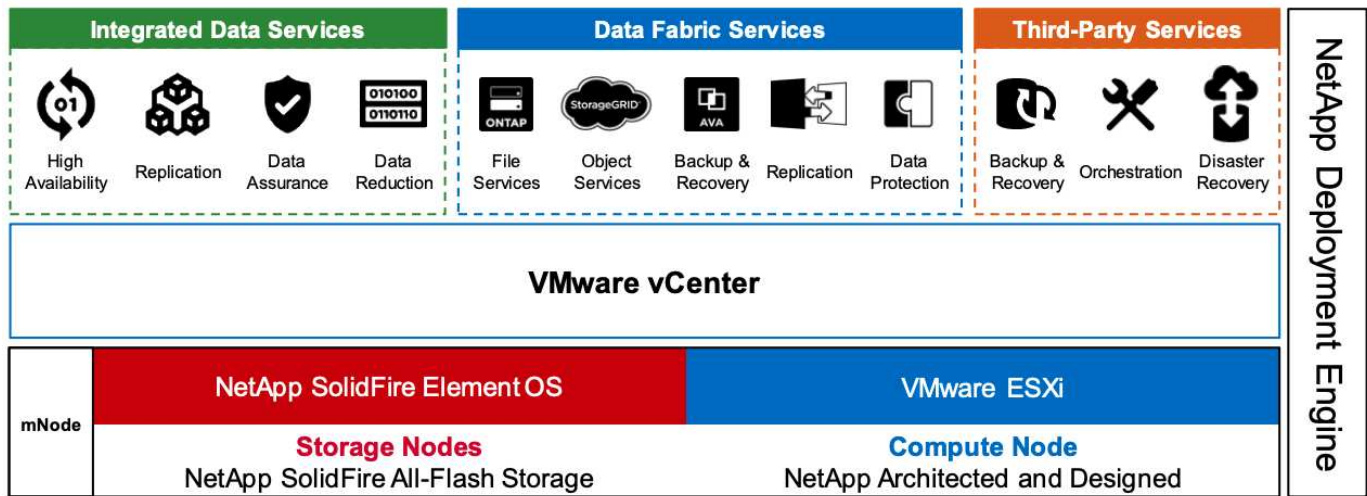 Integrated Data Services
Data Fabric Services
Third-Party Services
01
010100
0110110
ONTAP
StorageGRID
AVA
High
Availability
Replication
Data
Assurance
Data
Reduction
File
Services
Object
Services
Backup &
Recovery
Replication
Data
Protection
Backup &
Recovery
Orchestration
Disaster
Recovery
VMware vCenter
mNode
NetApp SolidFire Element OS
VMware ESXi
Storage Nodes
NetApp SolidFire All-Flash Storage
Compute Node
NetApp Architected and Designed
NetApp Deployment Engine